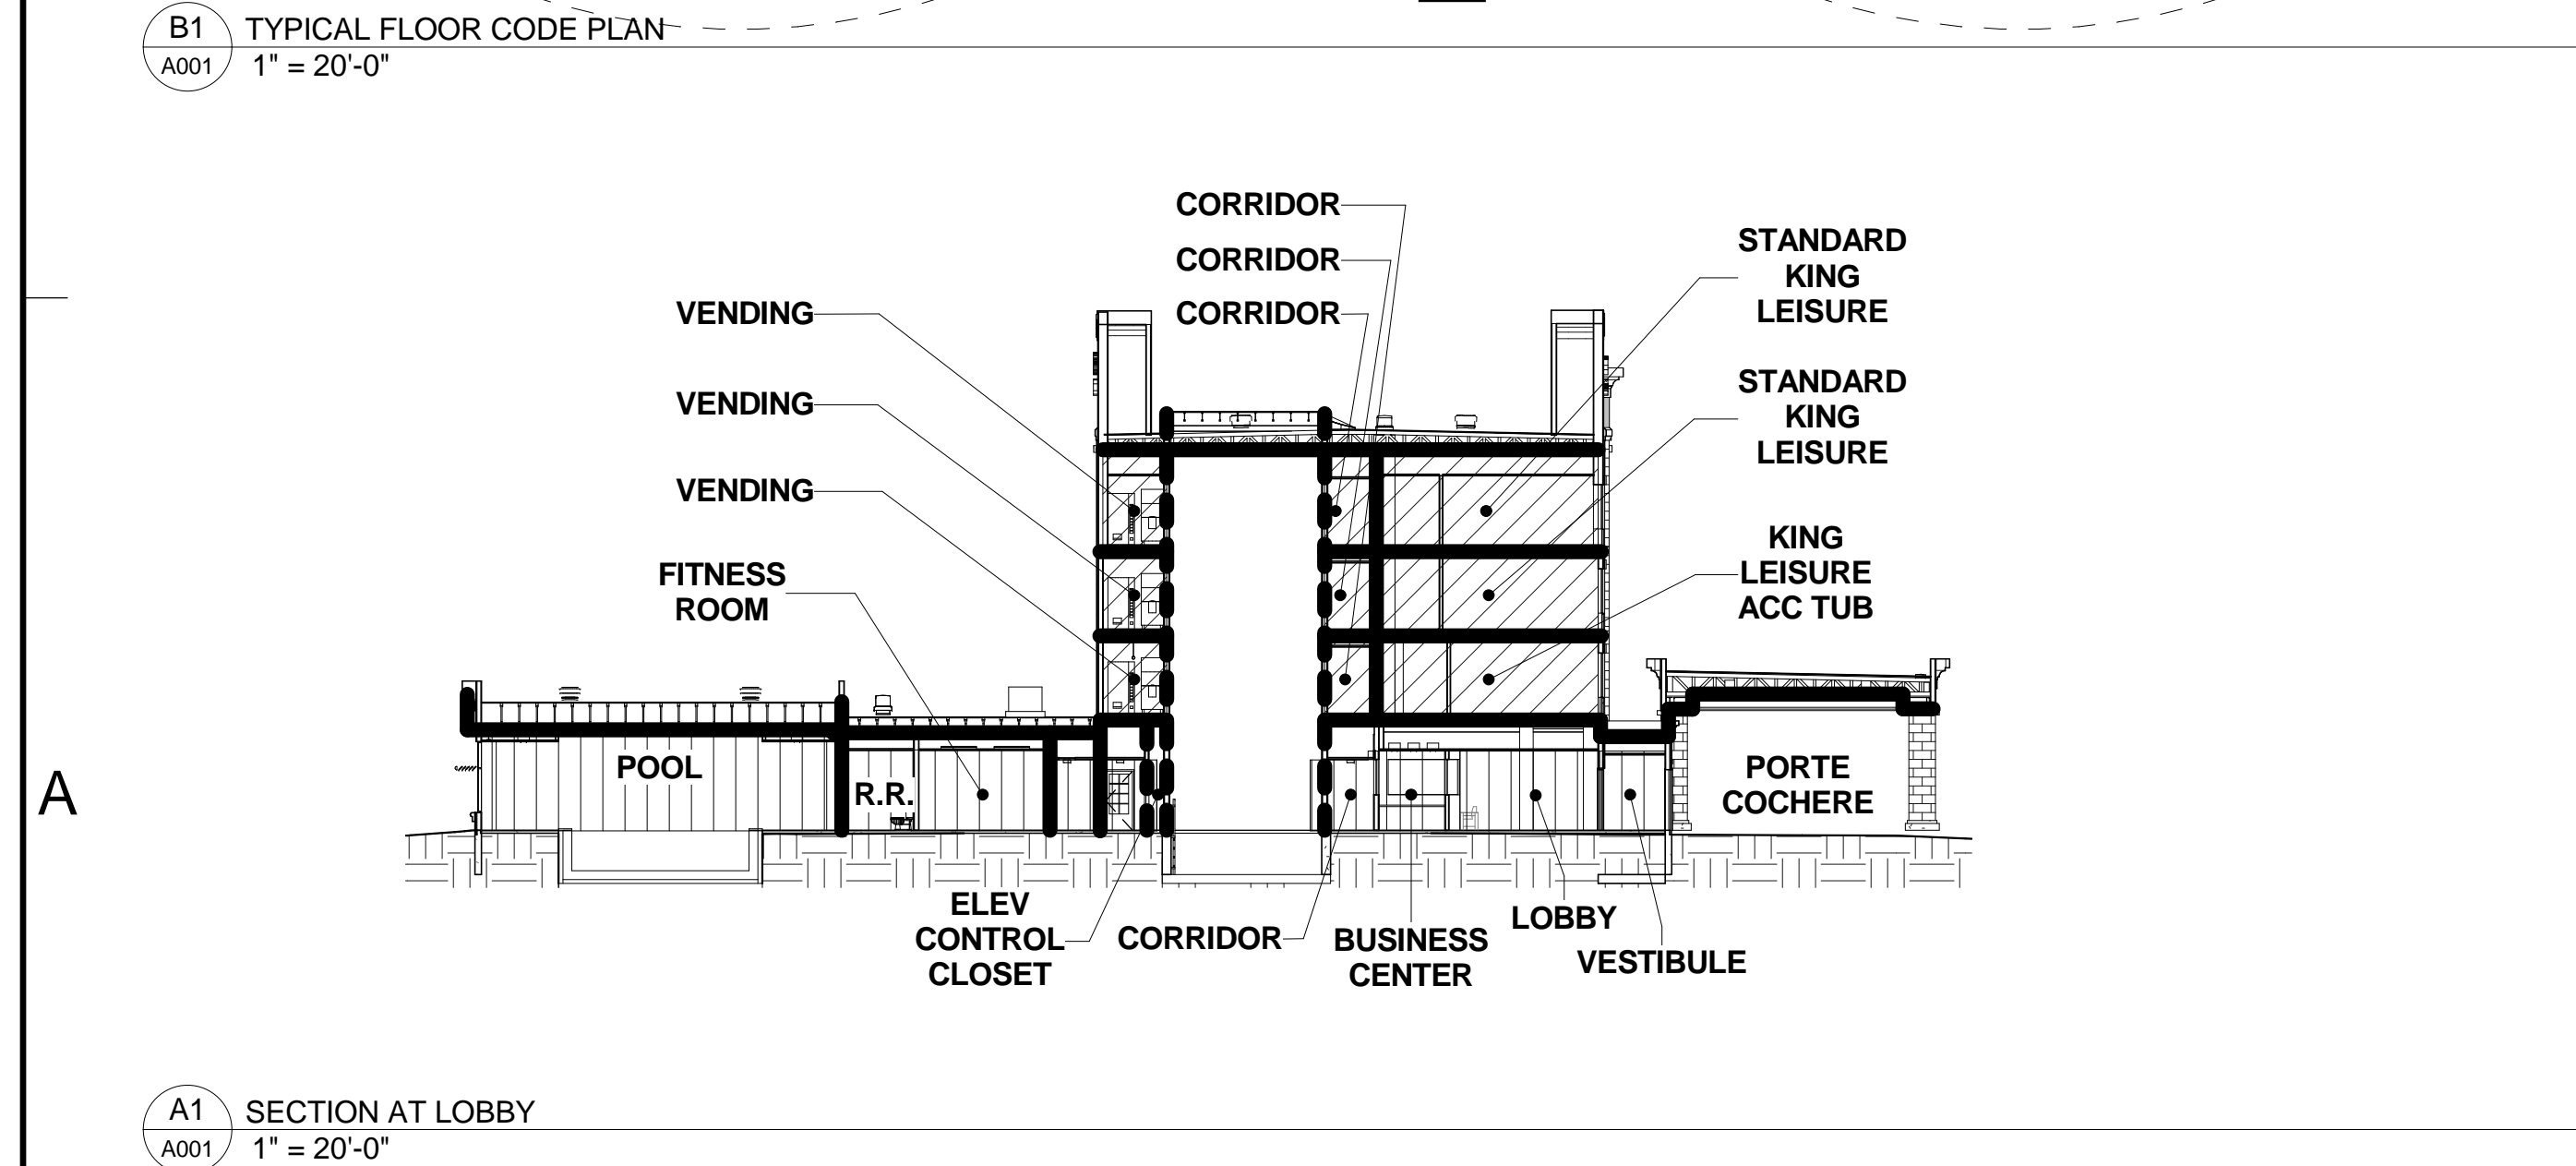 B1
TYPICAL FLOOR CODE PLAN
A001
1" = 20'-0"
CORRIDOR
CORRIDOR
CORRIDOR
VENDING
VENDING
VENDING
FITNESS
ROOM
STANDARD
KING
LEISURE
STANDARD
KING
LEISURE
KING
LEISURE
ACC TUB
POOL
R.R.
PORTE
COCHERE
A
ELEV
CONTROL
CLOSET
CORRIDOR
BUSINESS
CENTER
LOBBY
VESTIBULE
A1
SECTION AT LOBBY
A001
1" = 20'-0"